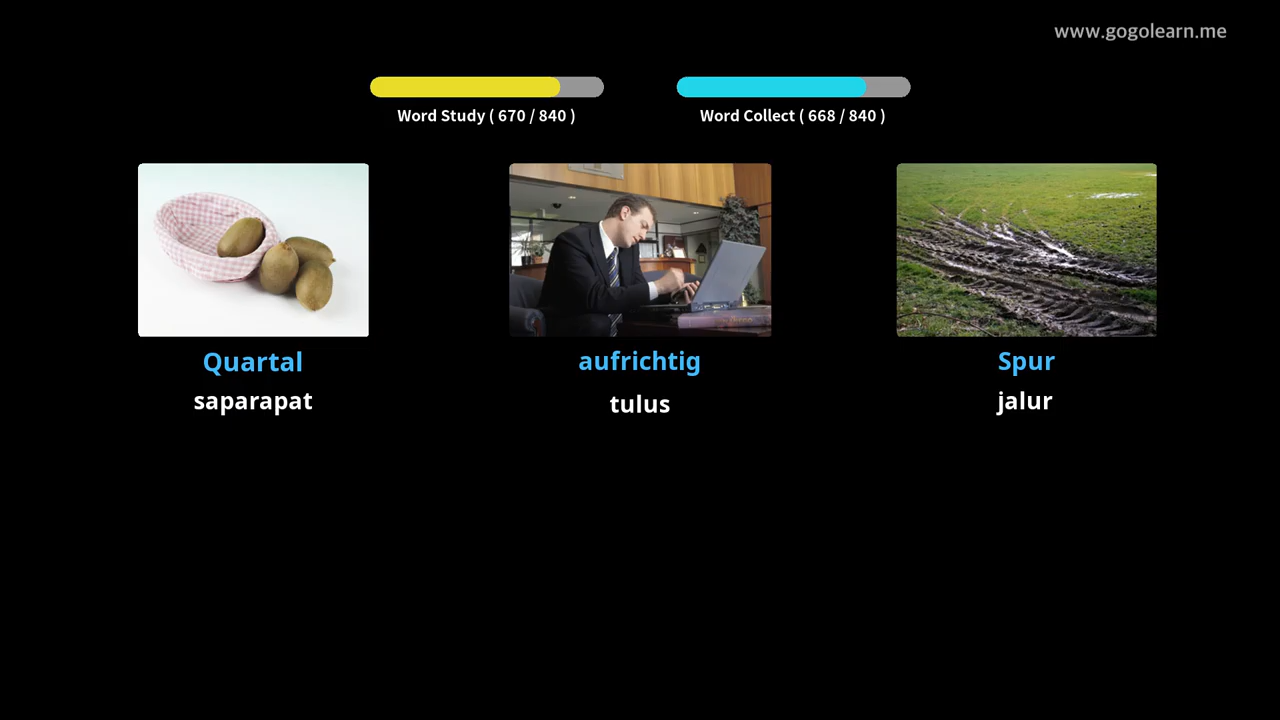 www.gogolearn.me
Word Study ( 670 / 840 )
Word Collect ( 668 / 840 )
Quartal
saparapat
aufrichtig
tulus
Spur
jalur